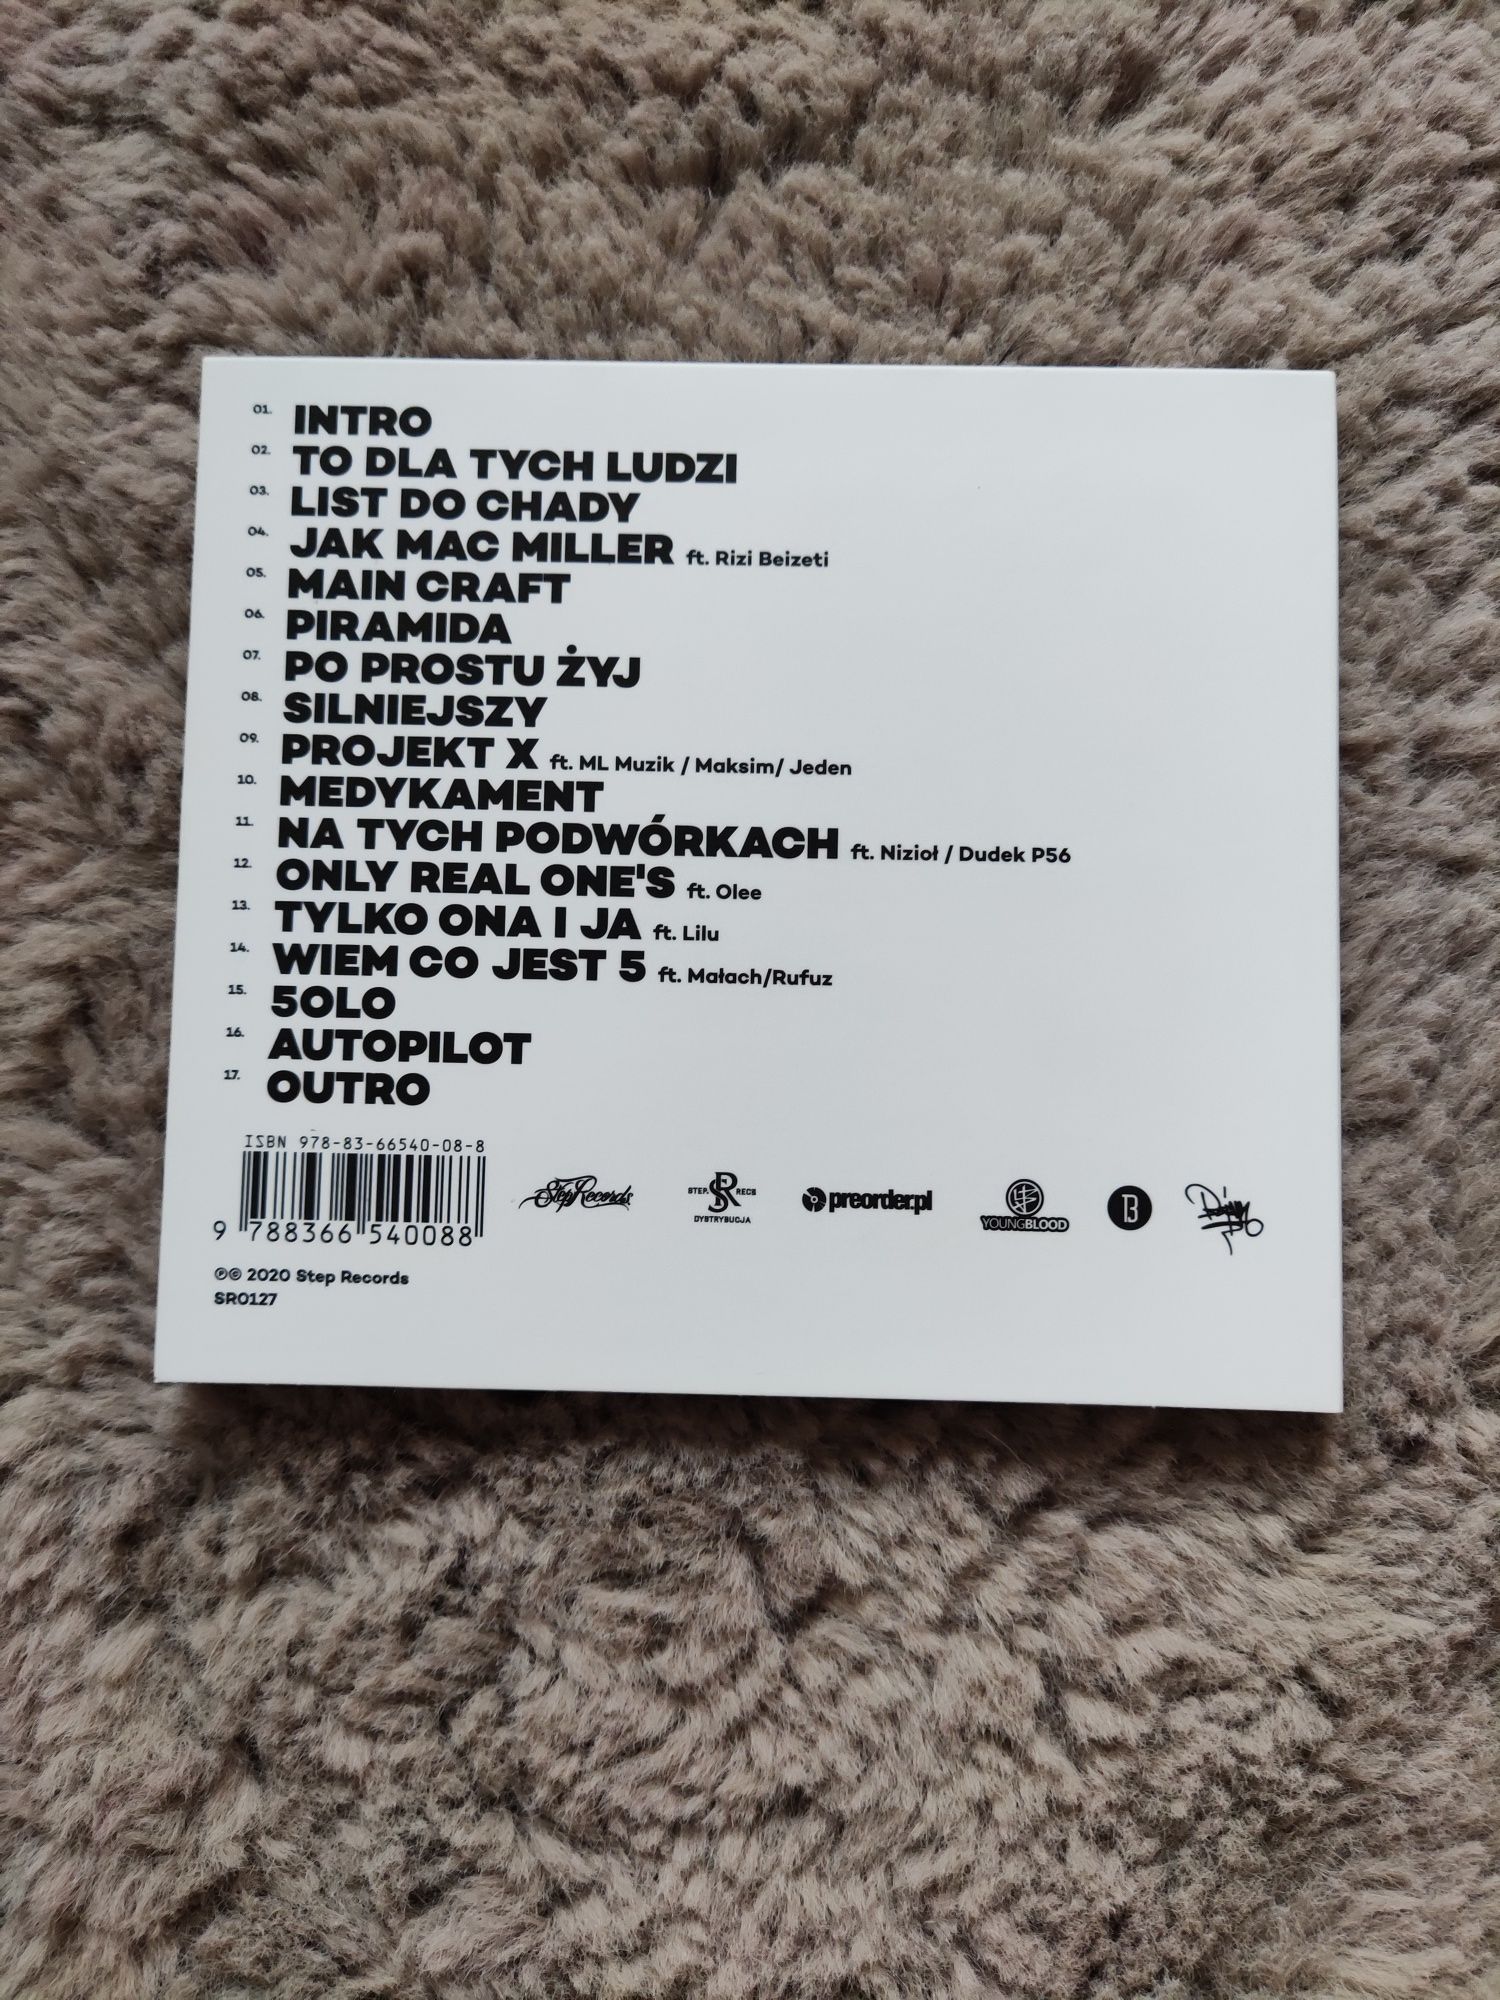 01. INTRO
02. TO DLA TYCH LUDZI
03. LIST DO CHADY
04. JAK MAC MILLER ft. Rizi Beizeti
05. MAIN CRAFT
06. PIRAMIDA
07. PO PROSTU ŻYJ
08. SILNIEJSZY
09. PROJEKT X ft. ML Muzik / Maksim/ Jeden
10. MEDYKAMENT
11. NA TYCH PODWÓRKACH ft. Nizioł / Dudek P56
12. ONLY REAL ONE'S ft. Olee
13. TYLKO ONA I JA ft. Lilu
14. WIEM CO JEST 5 ft. Małach/Rufuz
15. 5OLO
16. AUTOPILOT
17. OUTRO
ISBN 978-83-66540-08-8
9 788366 540088
Step Records
STEP. SR RECS
DYSTRYBUCJA
preorder.pl
YOUNGBLOOD
B
℗© 2020 Step Records
SR0127